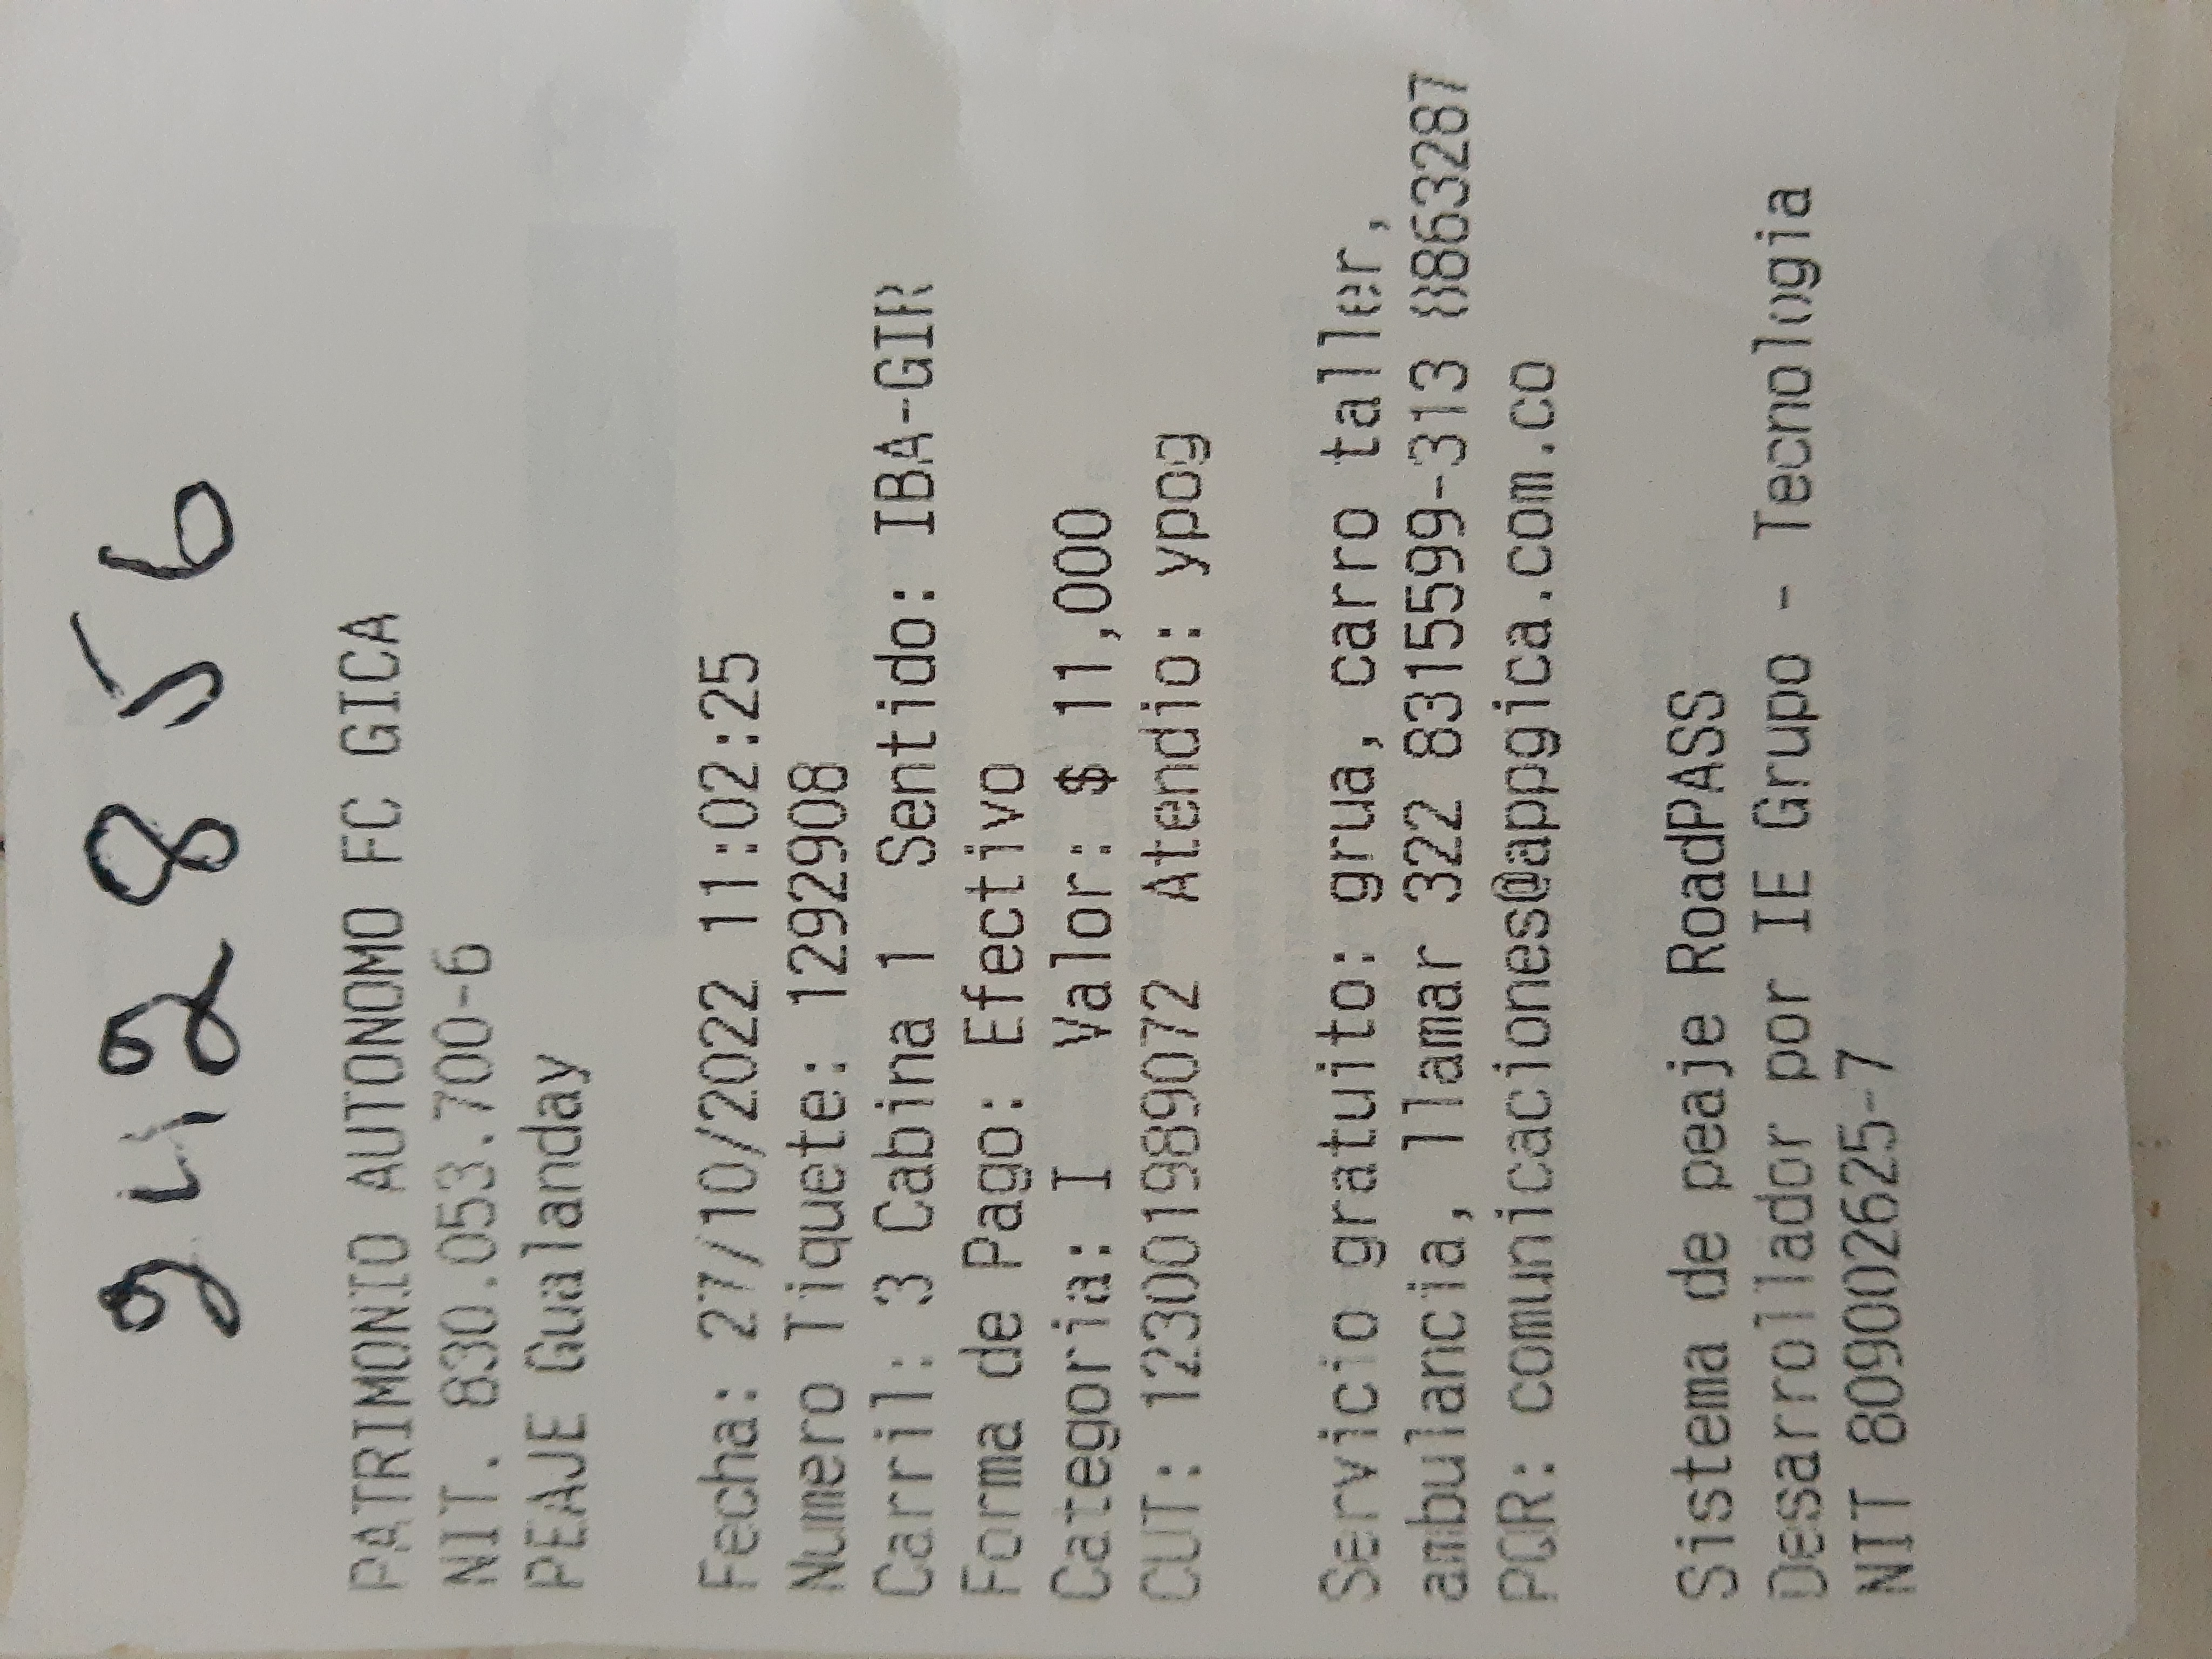 942856
PATRIMONIO AUTONOMO FC GICA
NIT. 830.053.700-6
PEAJE Gualanday
Fecha: 27/10/2022 11:02:25
Numero Tiquete: 1292908
Carril: 3 Cabina 1 Sentido: IBA-GIR
Forma de Pago: Efectivo
Categoria: I Valor: $ 11,000
CUT: 123001989072 Atendio: ypog
Servicio gratuito: grua, carro taller,
ambulancia, llamar 322 8315599-313 8863287
PQR: comunicaciones@appgica.com.co
Sistema de peaje RoadPASS
Desarrollador por IE Grupo - Tecnologia
NIT 809002625-7